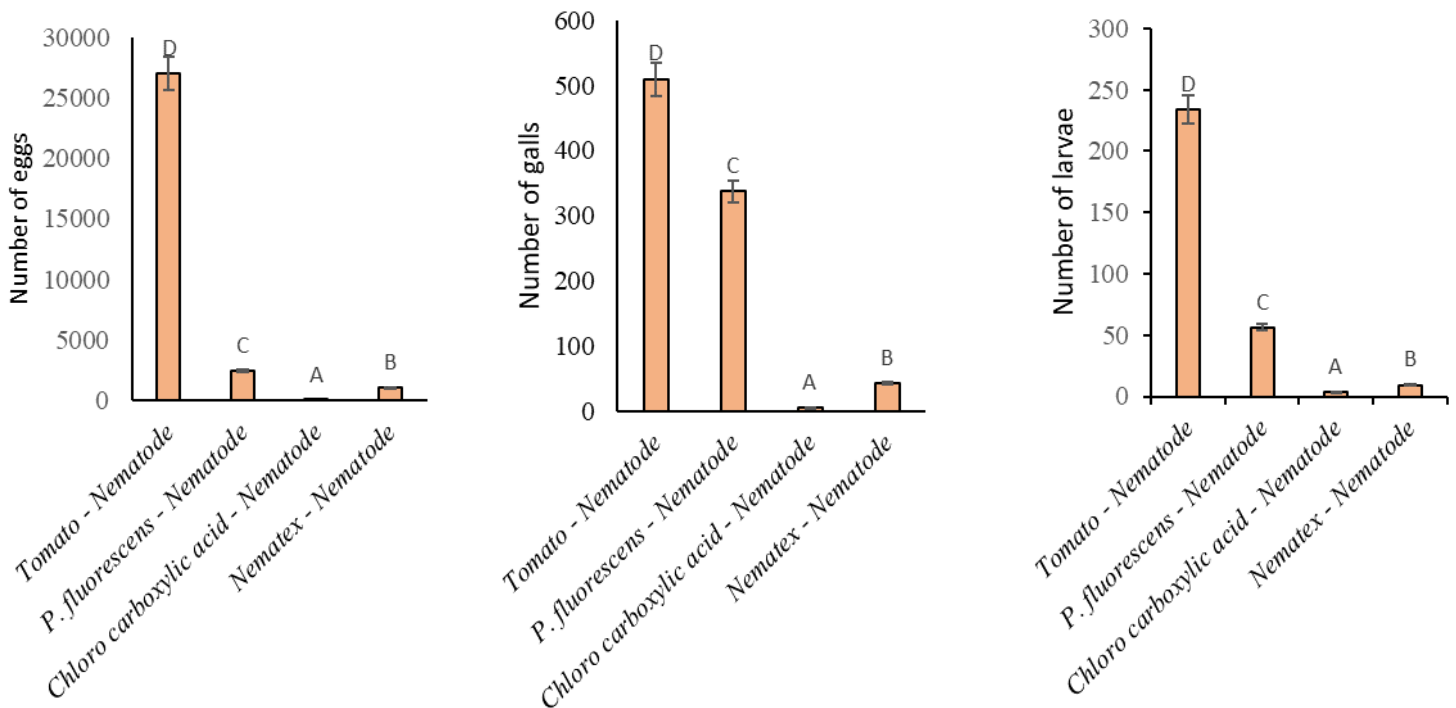 Number of eggs
30000
25000
20000
15000
10000
5000
0
D
C
A
B
Tomato - Nematode
P. fluorescens - Nematode
Chloro carboxylic acid - Nematode
Nematex - Nematode
Number of galls
600
500
400
300
200
100
0
D
C
A
B
Tomato - Nematode
P. fluorescens - Nematode
Chloro carboxylic acid - Nematode
Nematex - Nematode
Number of larvae
300
250
200
150
100
50
0
D
C
A
B
Tomato - Nematode
P. fluorescens - Nematode
Chloro carboxylic acid - Nematode
Nematex - Nematode